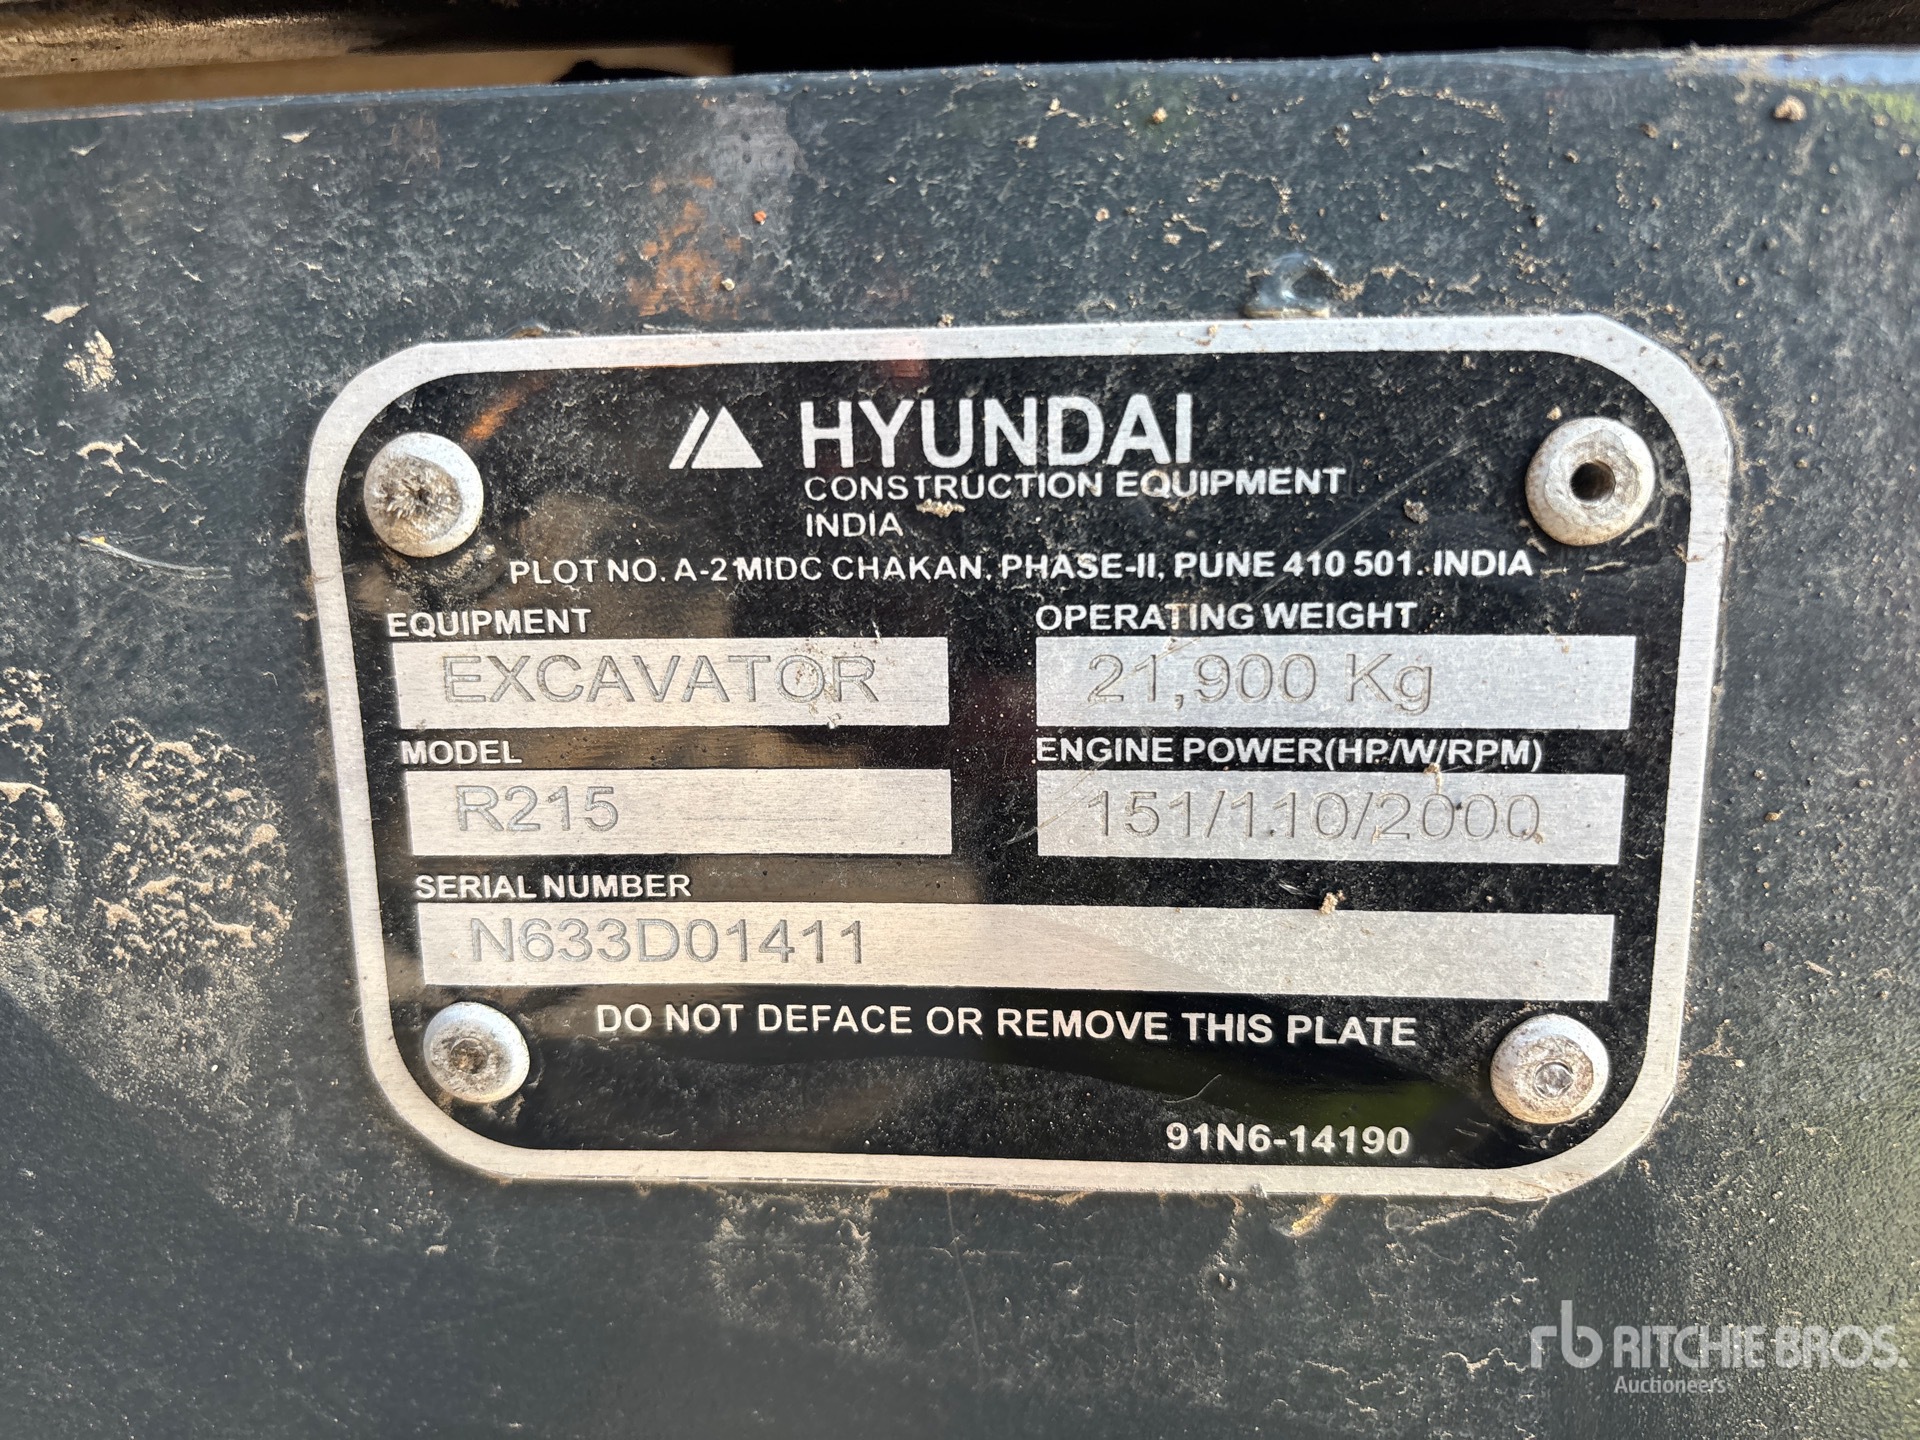 HYUNDAI
CONSTRUCTION EQUIPMENT
INDIA
PLOT NO. A-2 MIDC CHAKAN, PHASE-II, PUNE 410 501. INDIA
EQUIPMENT
EXCAVATOR
OPERATING WEIGHT
21,900 Kg
MODEL
R215
ENGINE POWER(HP/W/RPM)
151/110/2000
SERIAL NUMBER
N633D01411
DO NOT DEFACE OR REMOVE THIS PLATE
91N6-14190
rb RITCHIE BROS.
Auctioneers